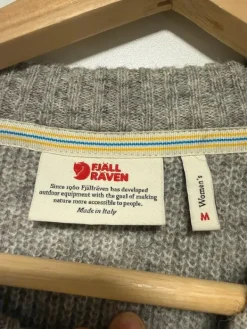 FJÄLL
RÄVEN
Since 1960 Fjällräven has developed
outdoor equipment with the goal of making
nature more accessible to people.
Made in Italy
Women's
M